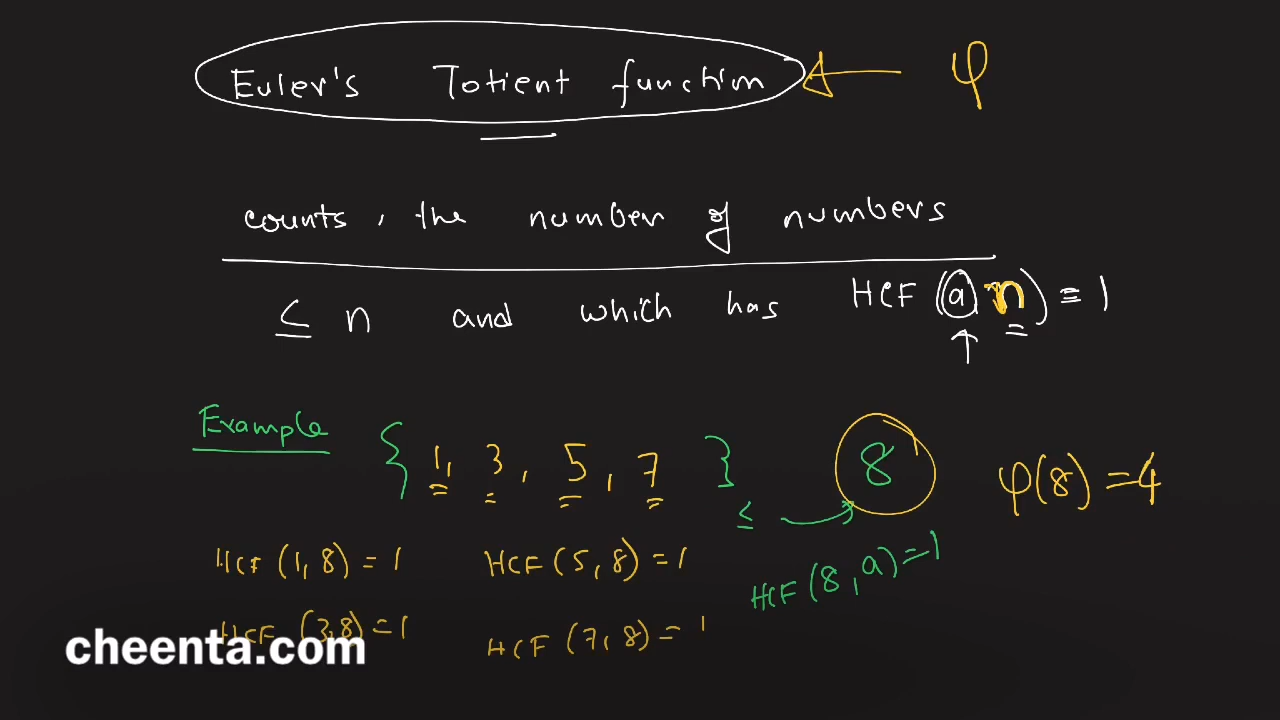 Euler's Totient function φ
counts, the number of numbers
≤ n and which has HCF (a, n) = 1
Example { 1, 3, 5, 7 } ≤ 8 φ(8) = 4
HCF (1, 8) = 1 HCF (5, 8) = 1 HCF (8, a) = 1
HCF (3, 8) = 1 HCF (7, 8) = 1
cheenta.com